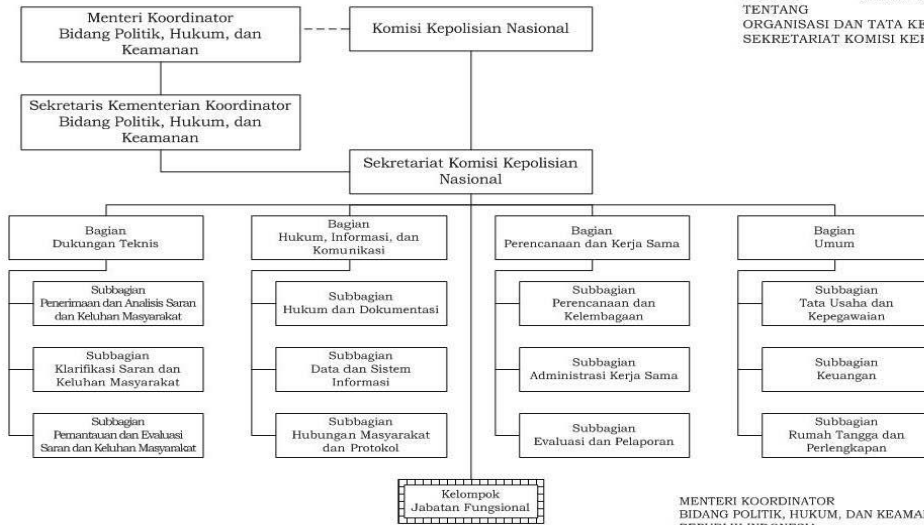 TENTANG
ORGANISASI DAN TATA
SEKRETARIAT KOMISI
Menteri Koordinator
Bidang Politik, Hukum, dan
Keamanan
Komisi Kepolisian Nasional
Sekretaris Kementerian Koordinator
Bidang Politik, Hukum, dan
Keamanan
Sekretariat Komisi Kepolisian
Nasional
Bagian
Dukungan Teknis
Bagian
Hukum, Informasi, dan
Komunikasi
Bagian
Perencanaan dan Kerja Sama
Bagian
Umum
Subbagian
Penerimaan dan Analisis Saran
dan Keluhan Masyarakat
Subbagian
Hukum dan Dokumentasi
Subbagian
Perencanaan dan
Kelembagaan
Subbagian
Tata Usaha dan
Kepegawaian
Subbagian
Klarifikasi Saran dan
Keluhan Masyarakat
Subbagian
Data dan Sistem
Informasi
Subbagian
Administrasi Kerja Sama
Subbagian
Keuangan
Subbagian
Pemantauan dan Evaluasi
Saran dan Keluhan Masyarakat
Subbagian
Hubungan Masyarakat
dan Protokol
Subbagian
Evaluasi dan Pelaporan
Subbagian
Rumah Tangga dan
Perlengkapan
Kelompok
Jabatan Fungsional
MENTERI KOORDINATOR
BIDANG POLITIK, HUKUM, DAN